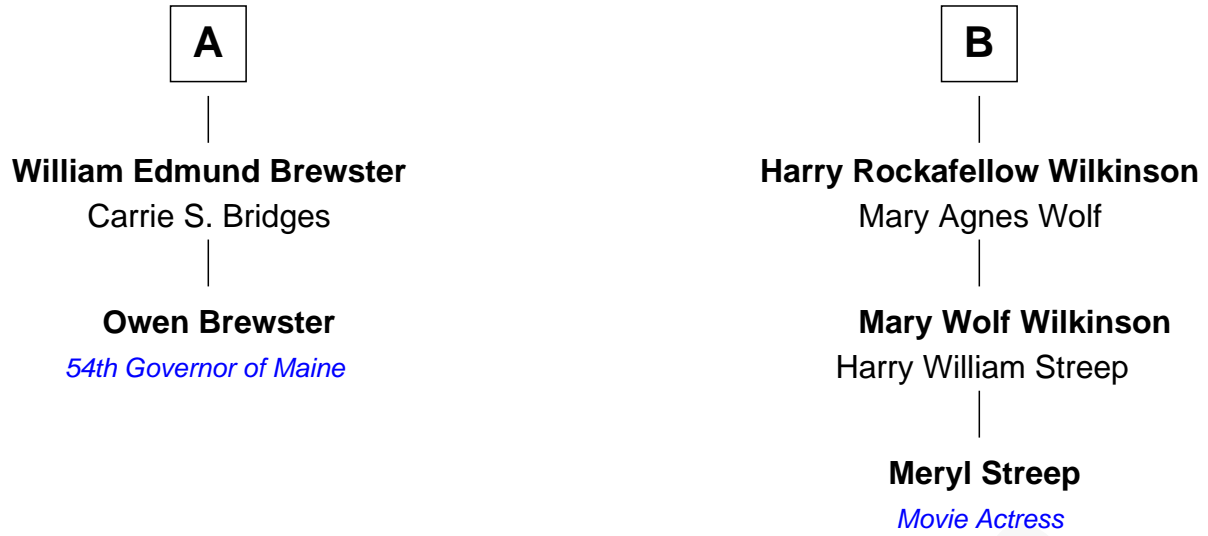 A
William Edmund Brewster
Carrie S. Bridges
Owen Brewster
54th Governor of Maine
B
Harry Rockafellow Wilkinson
Mary Agnes Wolf
Mary Wolf Wilkinson
Harry William Streep
Meryl Streep
Movie Actress